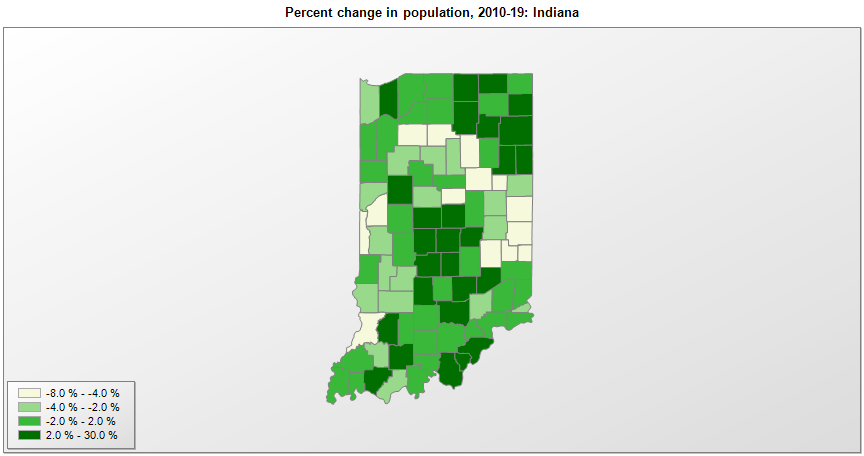 Percent change in population, 2010-19: Indiana
-8.0 % - -4.0 %
-4.0 % - -2.0 %
-2.0 % - 2.0 %
2.0 % - 30.0 %